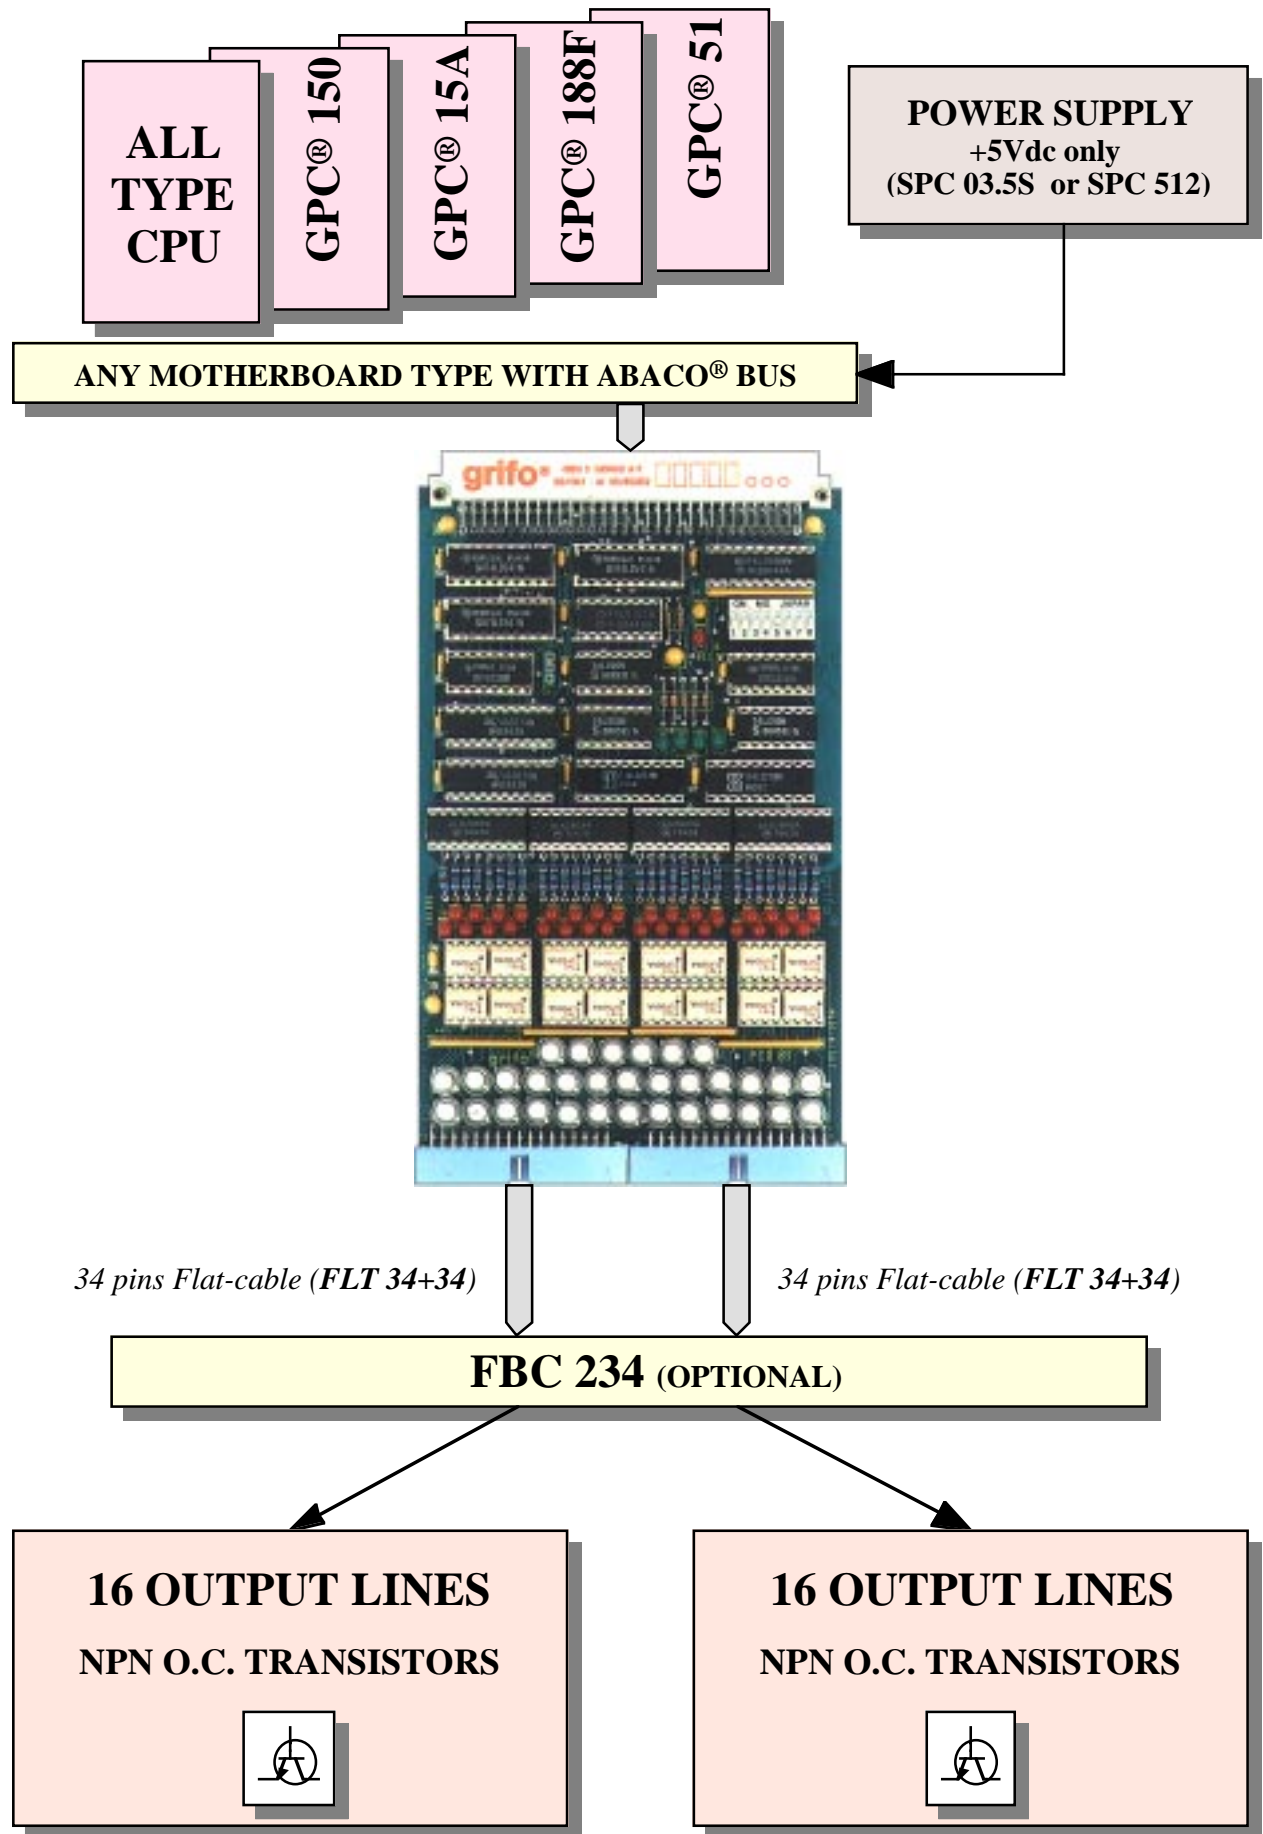 ALL
TYPE
CPU
GPC® 150
GPC® 15A
GPC® 188F
GPC® 51
POWER SUPPLY
+5Vdc only
(SPC 03.5S or SPC 512)
ANY MOTHERBOARD TYPE WITH ABACO® BUS
grifo®
34 pins Flat-cable (FLT 34+34)
34 pins Flat-cable (FLT 34+34)
FBC 234 (OPTIONAL)
16 OUTPUT LINES
NPN O.C. TRANSISTORS
16 OUTPUT LINES
NPN O.C. TRANSISTORS